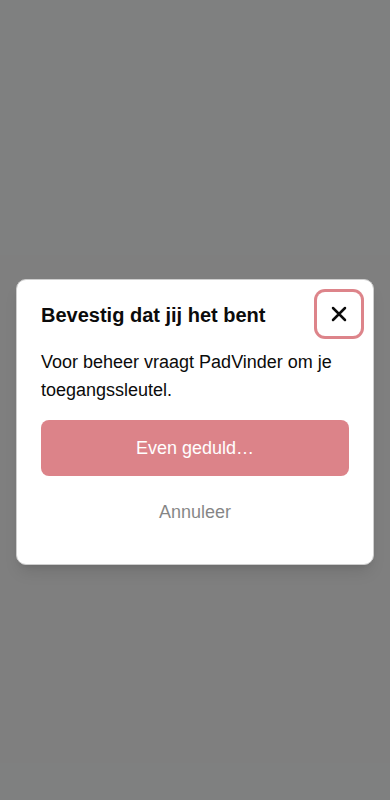 Bevestig dat jij het bent
Voor beheer vraagt PadVinder om je
toegangssleutel.
Even geduld…
Annuleer